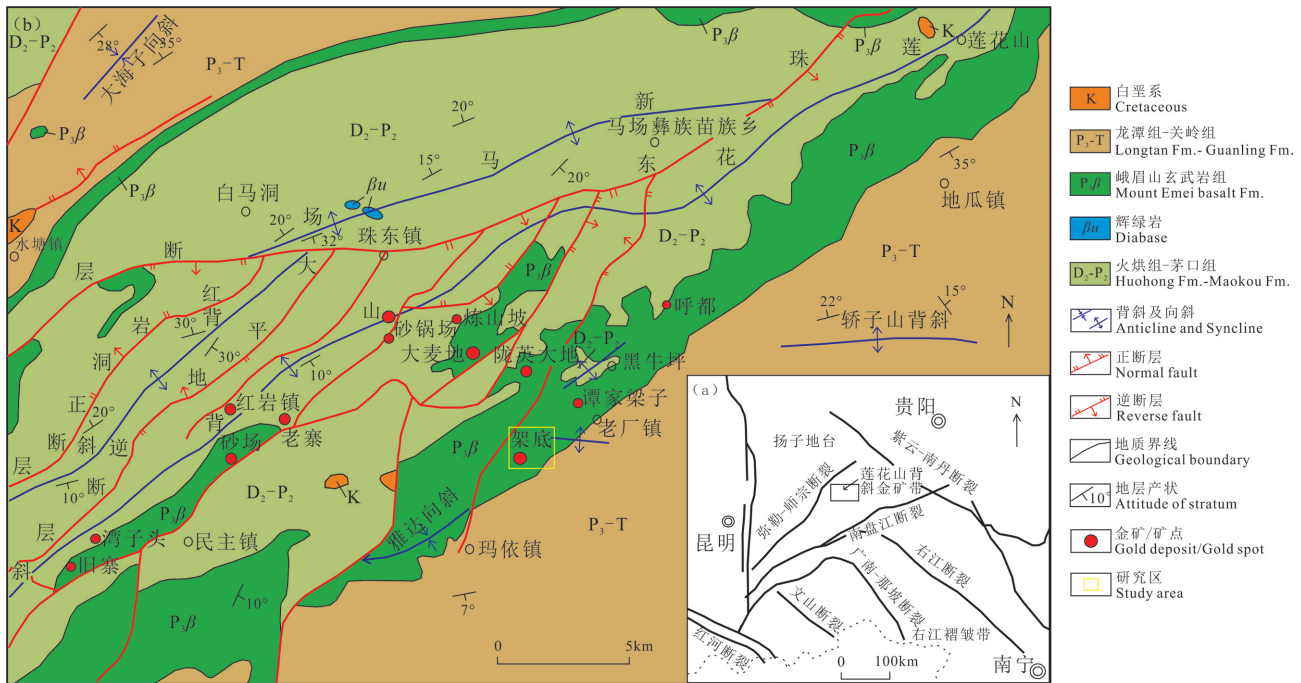 (b)
D₂-P₂
28°
35°
大海子向斜
P₃-T
P₃β
P₃β
K
莲花山
P₃β
珠
莲
P₃β
D₂-P₂
20°
新
马场彝族苗族乡
P₃β
15°
马
20°
东
花
35°
地瓜镇
P₃β
白马洞
βu
场
20°
32°
珠东镇
D₂-P₂
K
水塘镇
层
断
大
P₃-T
红
背
岩
30°
平
山
砂锅场
炼山坡
P₃β
呼都
22°
15°
轿子山背斜
N
洞
30°
地
10°
大麦地
陇英大地
D₂-P₂
黑牛坪
正
20°
红岩镇
背
老寨
谭家梁子
老厂镇
断
斜
逆
砂场
架底
P₃β
层
10°
断
D₂-P₂
K
层
P₃β
雅达向斜
P₃-T
湾子头
民主镇
玛依镇
斜
旧寨
10°
P₃β
7°
0
5km
(a)
贵阳
N
扬子地台
紫云-南丹断裂
莲花山背
斜金矿带
弥勒-师宗断裂
南盘江断裂
昆明
右江断裂
广南-那坡断裂
文山断裂
右江褶皱带
红河断裂
0
100km
南宁
K
白垩系
Cretaceous
P₃-T
龙潭组-关岭组
Longtan Fm.- Guanling Fm.
P₃β
峨眉山玄武岩组
Mount Emei basalt Fm.
βu
辉绿岩
Diabase
D₂-P₂
火烘组-茅口组
Huohong Fm.-Maokou Fm.
背斜及向斜
Anticline and Syncline
正断层
Normal fault
逆断层
Reverse fault
地质界线
Geological boundary
10°
地层产状
Attitude of stratum
金矿/矿点
Gold deposit/Gold spot
研究区
Study area